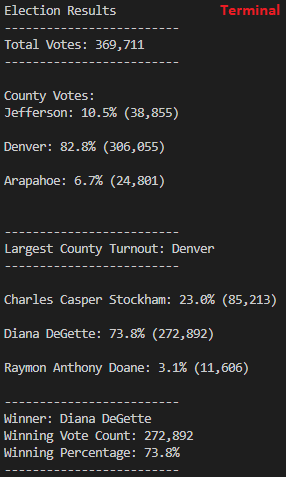 Election Results
Terminal
-------------------------
Total Votes: 369,711
-------------------------
County Votes:
Jefferson: 10.5% (38,855)
Denver: 82.8% (306,055)
Arapahoe: 6.7% (24,801)
-------------------------
Largest County Turnout: Denver
-------------------------
Charles Casper Stockham: 23.0% (85,213)
Diana DeGette: 73.8% (272,892)
Raymon Anthony Doane: 3.1% (11,606)
-------------------------
Winner: Diana DeGette
Winning Vote Count: 272,892
Winning Percentage: 73.8%
-------------------------